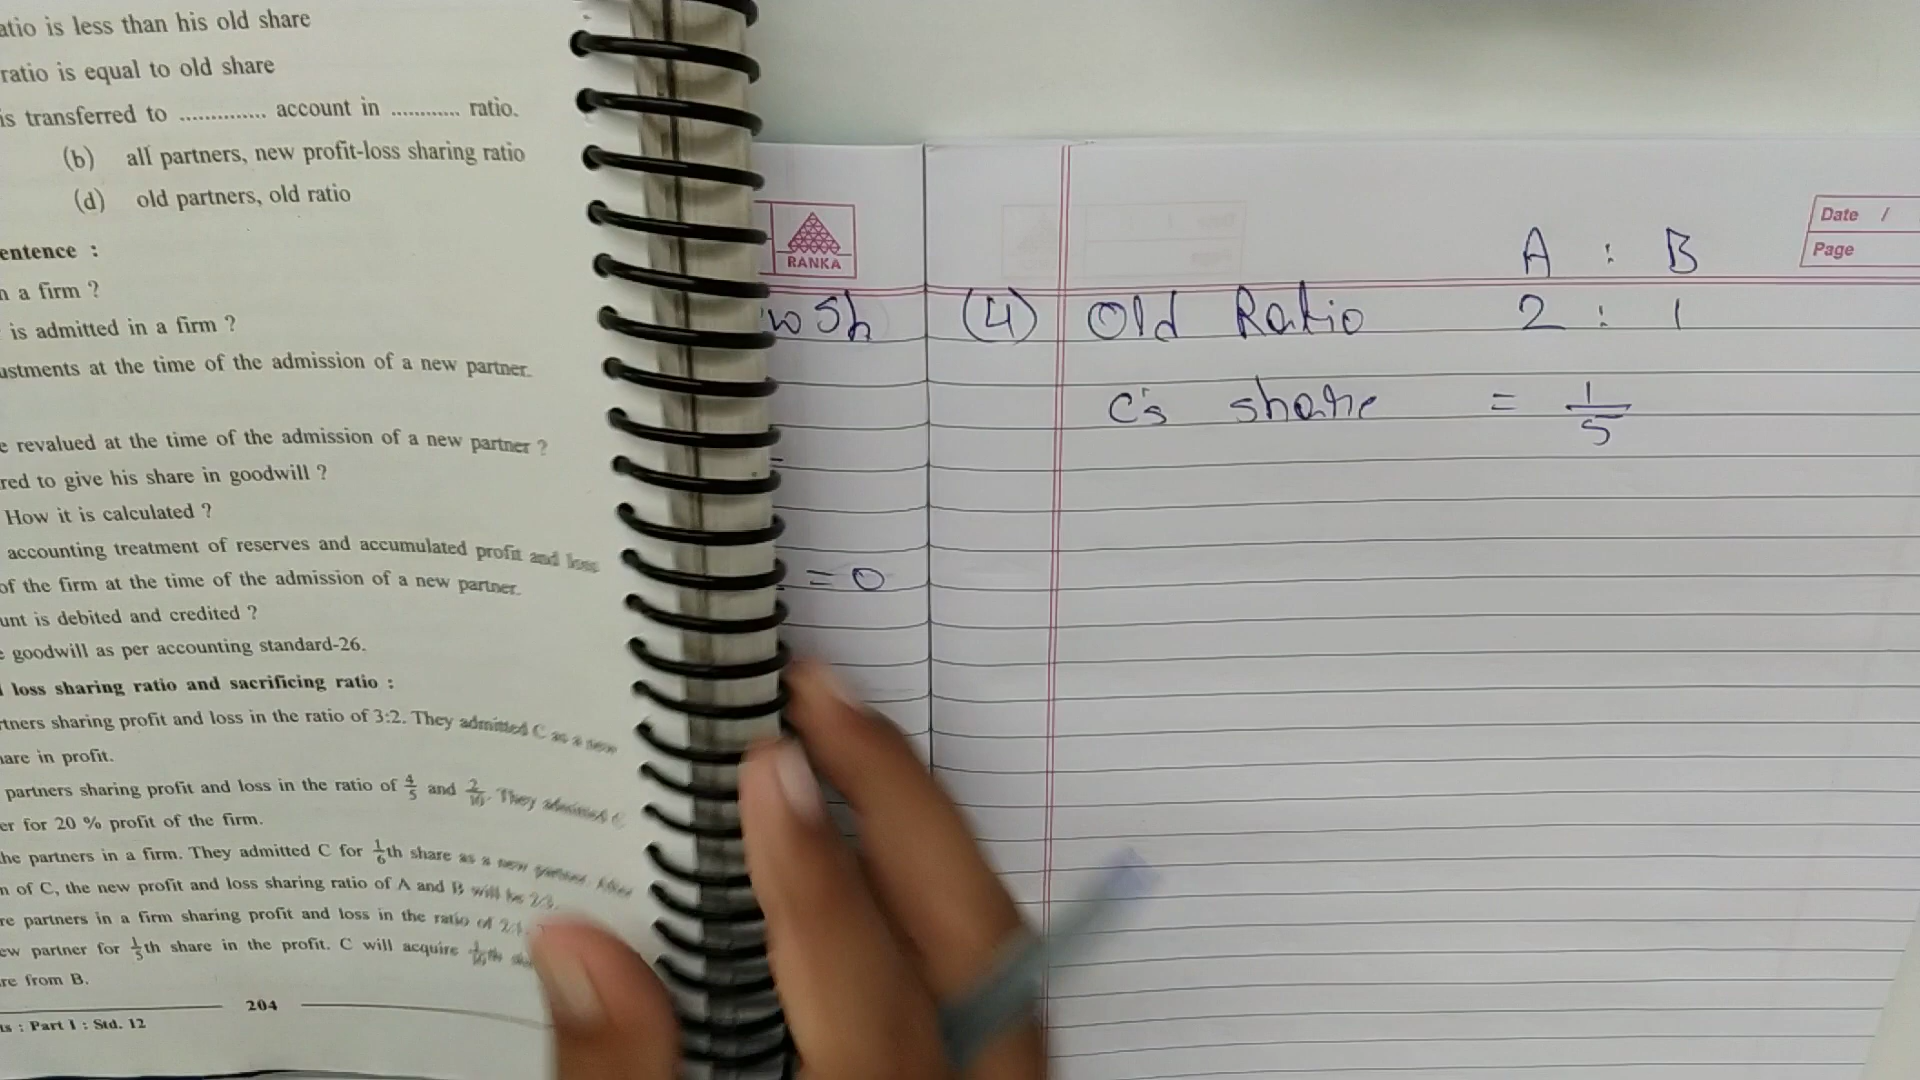 atio is less than his old share
ratio is equal to old share
is transferred to .............. account in ............ ratio.
(b) all partners, new profit-loss sharing ratio
(d) old partners, old ratio
entence :
n a firm ?
is admitted in a firm ?
ustments at the time of the admission of a new partner.
e revalued at the time of the admission of a new partner ?
red to give his share in goodwill ?
How it is calculated ?
accounting treatment of reserves and accumulated profit and loss
of the firm at the time of the admission of a new partner.
unt is debited and credited ?
e goodwill as per accounting standard-26.
loss sharing ratio and sacrificing ratio :
rtners sharing profit and loss in the ratio of 3:2. They admitted C as a new
are in profit.
partners sharing profit and loss in the ratio of 4/5 and 2/10. They admitted C
er for 20 % profit of the firm.
he partners in a firm. They admitted C for 1/6th share as a new
n of C, the new profit and loss sharing ratio of A and B will be 2/3.
re partners in a firm sharing profit and loss in the ratio of 2:1.
ew partner for 1/5th share in the profit. C will acquire
re from B.
204
ts : Part I : Std. 12
RANKA
Date /
Page
A : B
w Sh
(4) Old Ratio 2 : 1
C's share = 1/5
= 0